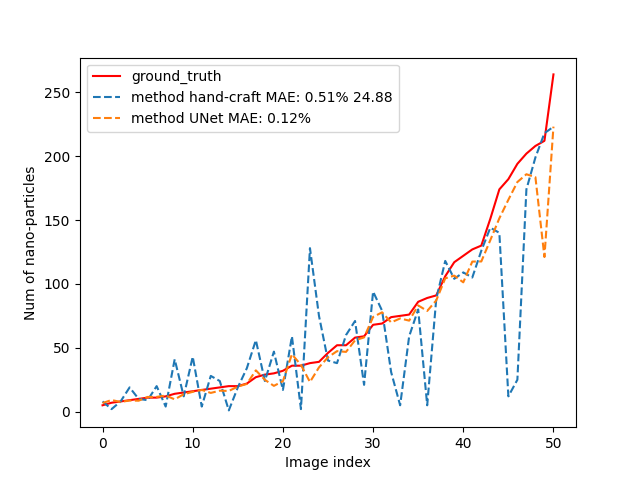 ground_truth
method hand-craft MAE: 0.51% 24.88
method UNet MAE: 0.12%
250
200
150
100
50
0
Num of nano-particles
0 10 20 30 40 50
Image index